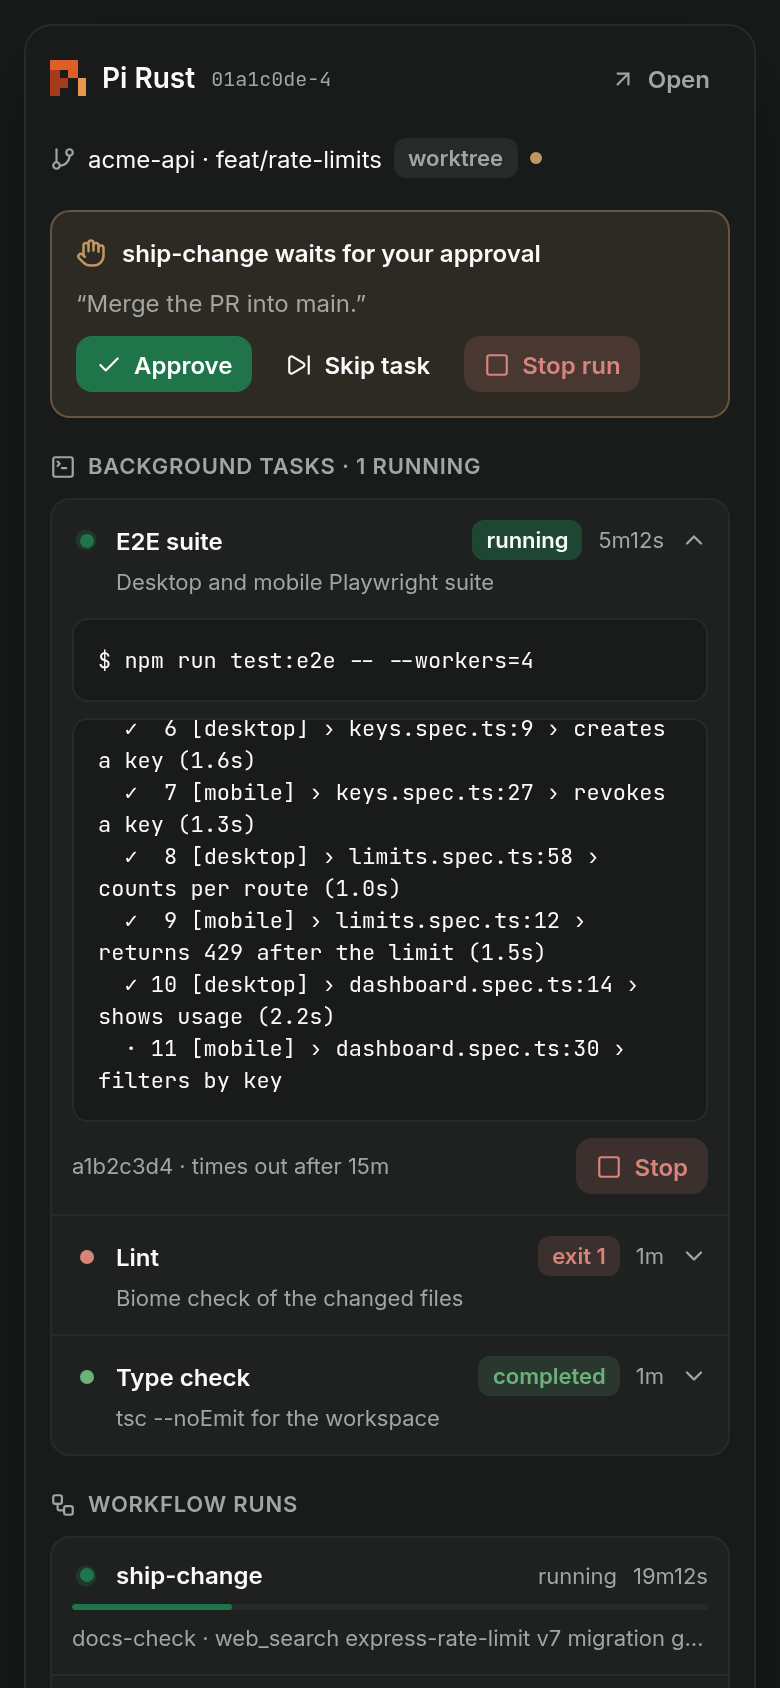 Pi Rust 01a1c0de-4 Open
acme-api · feat/rate-limits worktree
ship-change waits for your approval
“Merge the PR into main.”
Approve Skip task Stop run
BACKGROUND TASKS · 1 RUNNING
E2E suite running 5m12s
Desktop and mobile Playwright suite
$ npm run test:e2e -- --workers=4
✓  6 [desktop] › keys.spec.ts:9 › creates
a key (1.6s)
✓  7 [mobile] › keys.spec.ts:27 › revokes
a key (1.3s)
✓  8 [desktop] › limits.spec.ts:58 ›
counts per route (1.0s)
✓  9 [mobile] › limits.spec.ts:12 ›
returns 429 after the limit (1.5s)
✓ 10 [desktop] › dashboard.spec.ts:14 ›
shows usage (2.2s)
· 11 [mobile] › dashboard.spec.ts:30 ›
filters by key
a1b2c3d4 · times out after 15m Stop
Lint exit 1 1m
Biome check of the changed files
Type check completed 1m
tsc --noEmit for the workspace
WORKFLOW RUNS
ship-change running 19m12s
docs-check · web_search express-rate-limit v7 migration g...